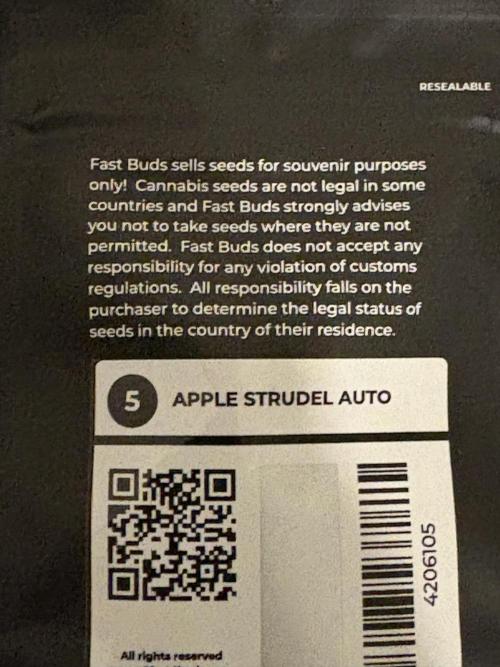 RESEALABLE
Fast Buds sells seeds for souvenir purposes
only! Cannabis seeds are not legal in some
countries and Fast Buds strongly advises
you not to take seeds where they are not
permitted. Fast Buds does not accept any
responsibility for any violation of customs
regulations. All responsibility falls on the
purchaser to determine the legal status of
seeds in the country of their residence.
5 APPLE STRUDEL AUTO
4206105
All rights reserved